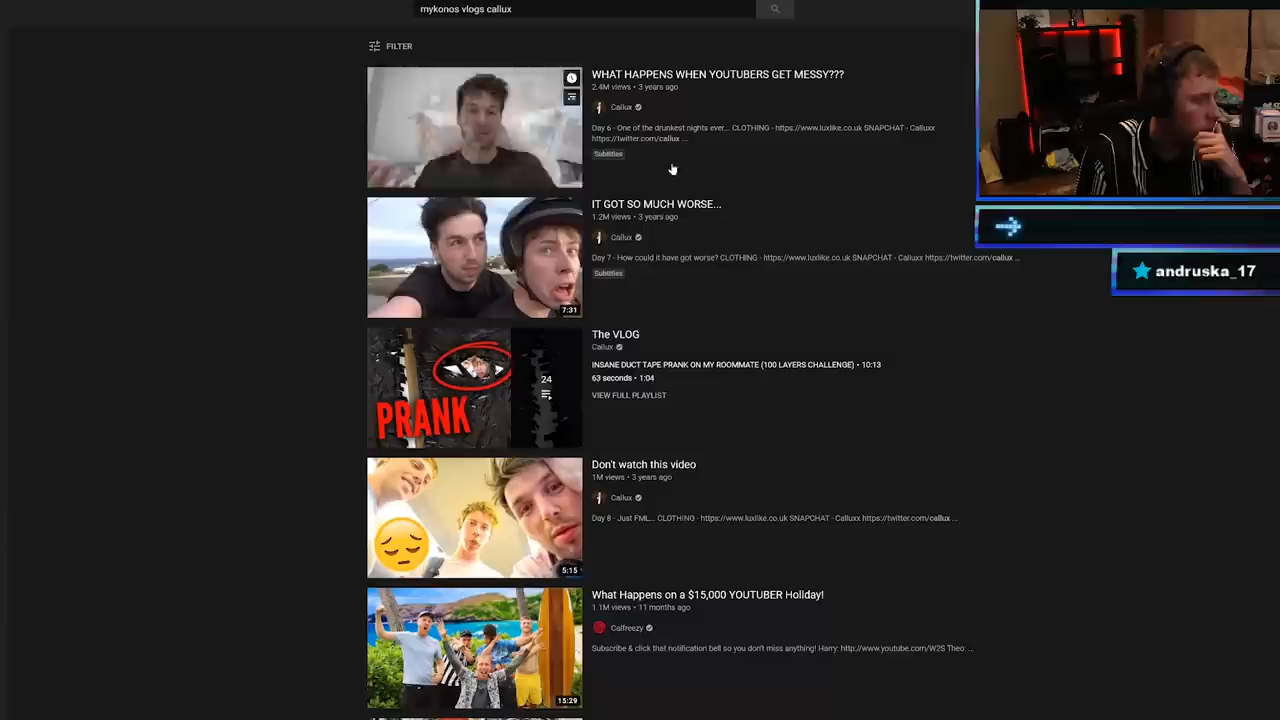 mykonos vlogs callux
FILTER
WHAT HAPPENS WHEN YOUTUBERS GET MESSY???
2.4M views • 3 years ago
Callux
Day 6 - One of the drunkest nights ever... CLOTHING - https://www.luxlike.co.uk SNAPCHAT - Calluxx
https://twitter.com/callux ...
Subtitles
IT GOT SO MUCH WORSE...
1.2M views • 3 years ago
Callux
Day 7 - How could it have got worse? CLOTHING - https://www.luxlike.co.uk SNAPCHAT - Calluxx https://twitter.com/callux ...
Subtitles
7:31
The VLOG
Callux
INSANE DUCT TAPE PRANK ON MY ROOMMATE (100 LAYERS CHALLENGE) • 10:13
63 seconds • 1:04
VIEW FULL PLAYLIST
24
PRANK
Don't watch this video
1M views • 3 years ago
Callux
Day 8 - Just FML... CLOTHING - https://www.luxlike.co.uk SNAPCHAT - Calluxx https://twitter.com/callux ...
5:15
What Happens on a $15,000 YOUTUBER Holiday!
1.1M views • 11 months ago
Calfreezy
Subscribe & click that notification bell so you don't miss anything! Harry: http://www.youtube.com/W2S Theo: ...
15:29
andruska_17